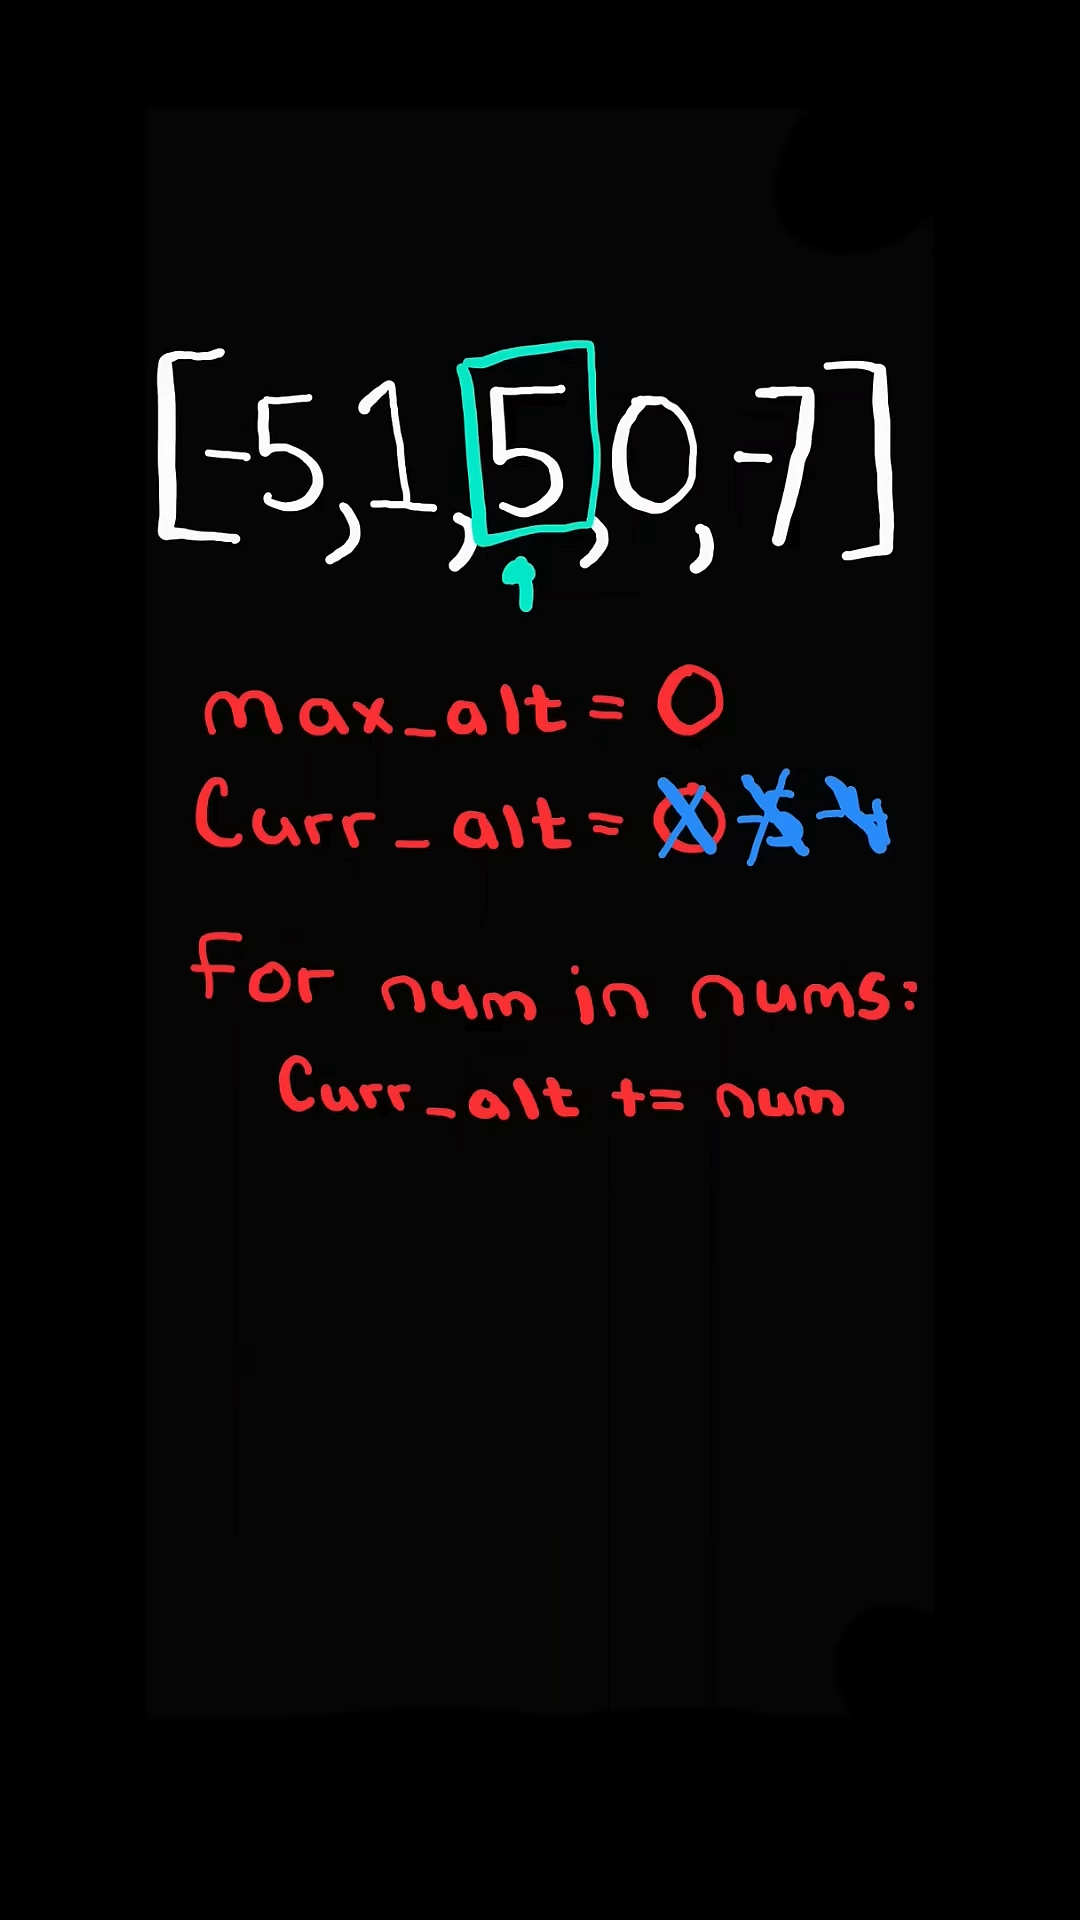 [-5,1,5,0,-7]
max_alt = 0
Curr_alt = 0 -5 -4
for num in nums:
Curr_alt += num